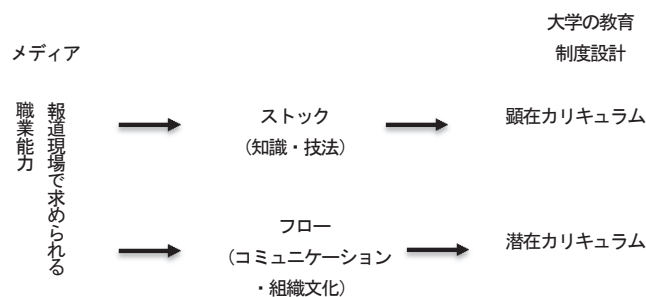 大学の教育
制度設計
メディア
報道現場で求められる
職業能力
ストック
（知識・技法）
顕在カリキュラム
フロー
（コミュニケーション
・組織文化）
潜在カリキュラム